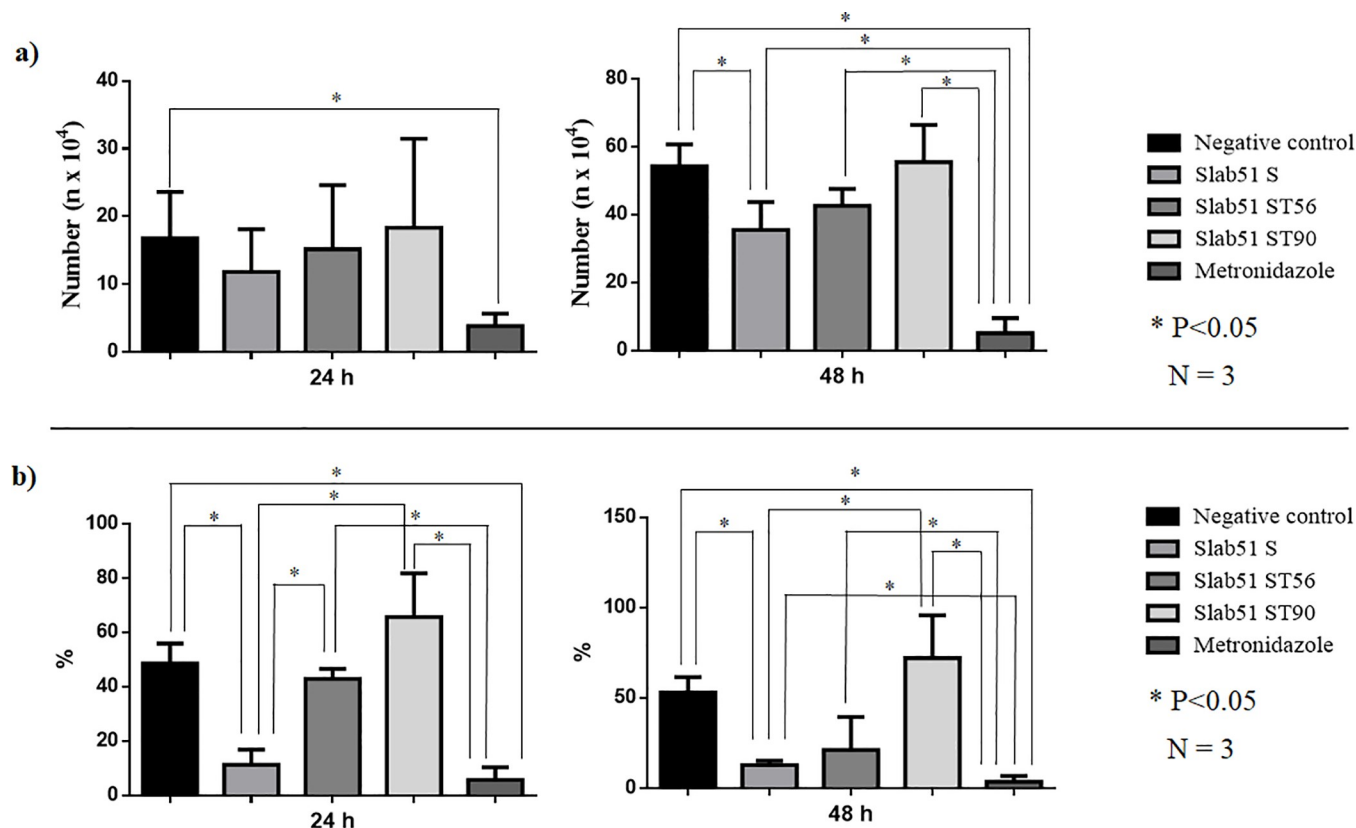 a)
*
40
30
20
10
0
Number (n x 10⁴)
24 h
*
*
*
*
*
80
60
40
20
0
Number (n x 10⁴)
48 h
Negative control
Slab51 S
Slab51 ST56
Slab51 ST90
Metronidazole
* P<0.05
N = 3
b)
*
*
*
*
*
*
100
80
60
40
20
0
%
24 h
*
*
*
*
*
*
150
100
50
0
%
48 h
Negative control
Slab51 S
Slab51 ST56
Slab51 ST90
Metronidazole
* P<0.05
N = 3